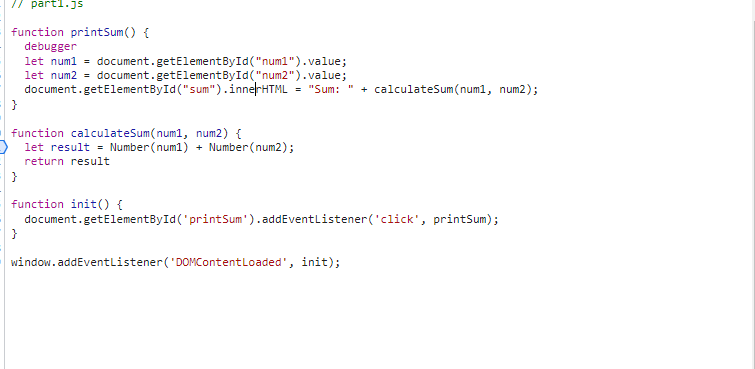 // part1.js
function printSum() {
debugger
let num1 = document.getElementById("num1").value;
let num2 = document.getElementById("num2").value;
document.getElementById("sum").innerHTML = "Sum: " + calculateSum(num1, num2);
}
function calculateSum(num1, num2) {
let result = Number(num1) + Number(num2);
return result
}
function init() {
document.getElementById('printSum').addEventListener('click', printSum);
}
window.addEventListener('DOMContentLoaded', init);